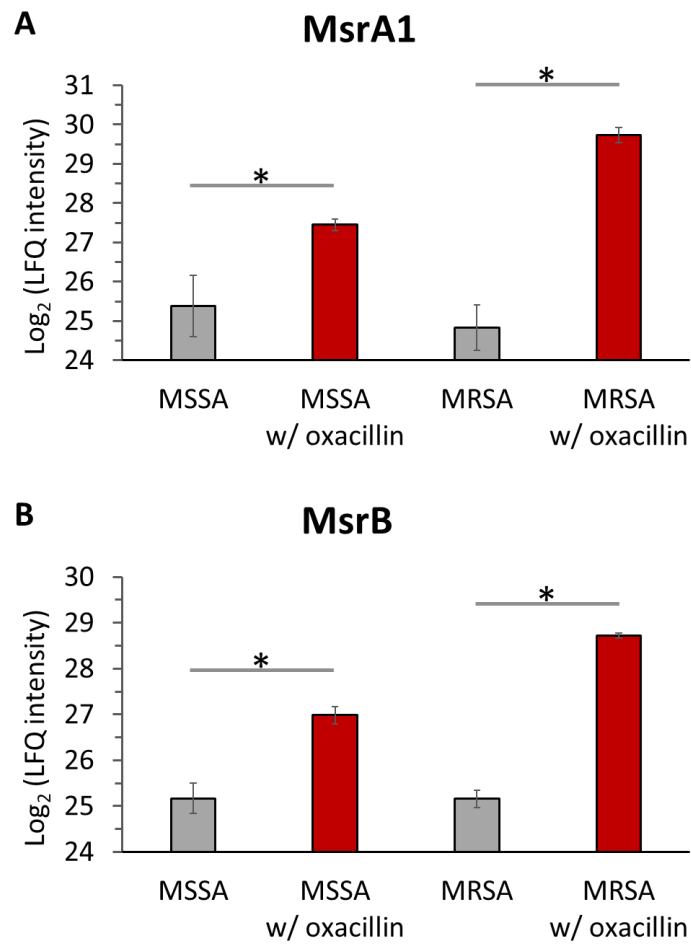 A
MsrA1
Log₂ (LFQ intensity)
31
30
29
28
27
26
25
24
*
*
MSSA
MSSA
w/ oxacillin
MRSA
MRSA
w/ oxacillin
B
MsrB
Log₂ (LFQ intensity)
30
29
28
27
26
25
24
*
*
MSSA
MSSA
w/ oxacillin
MRSA
MRSA
w/ oxacillin